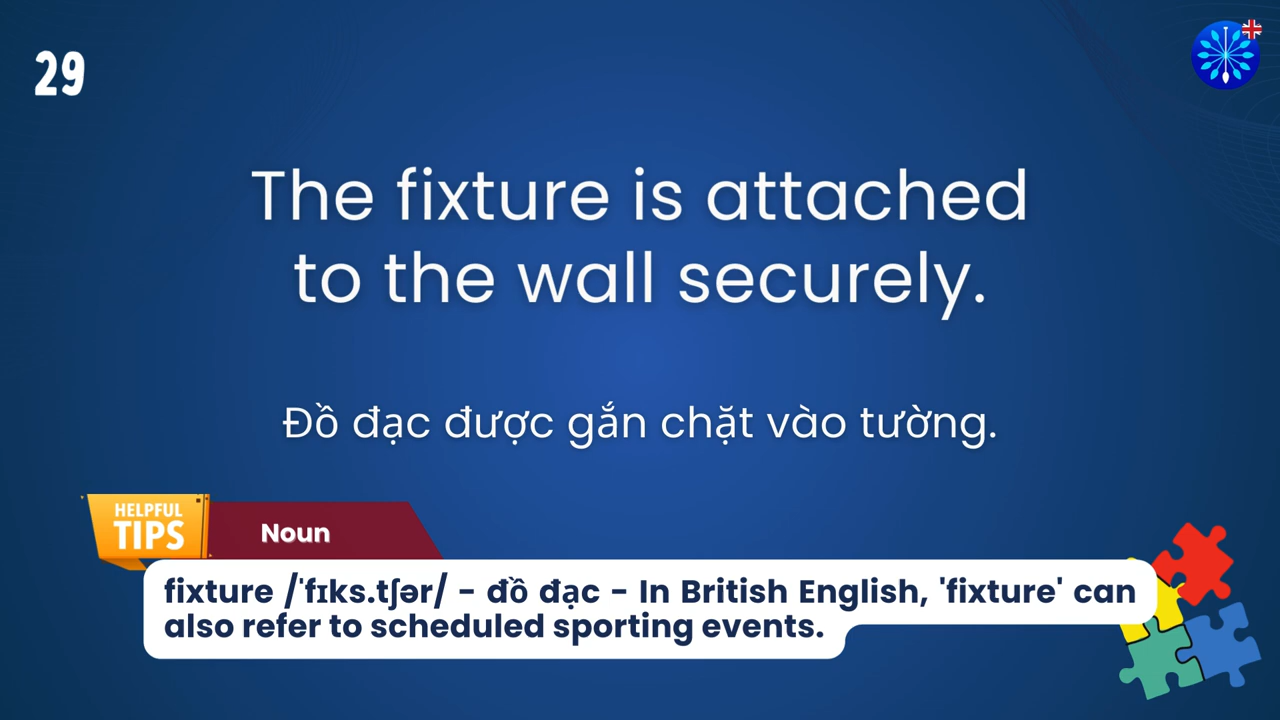 29
The fixture is attached
to the wall securely.
Đồ đạc được gắn chặt vào tường.
HELPFUL
TIPS
Noun
fixture /ˈfɪks.tʃər/ - đồ đạc - In British English, 'fixture' can
also refer to scheduled sporting events.